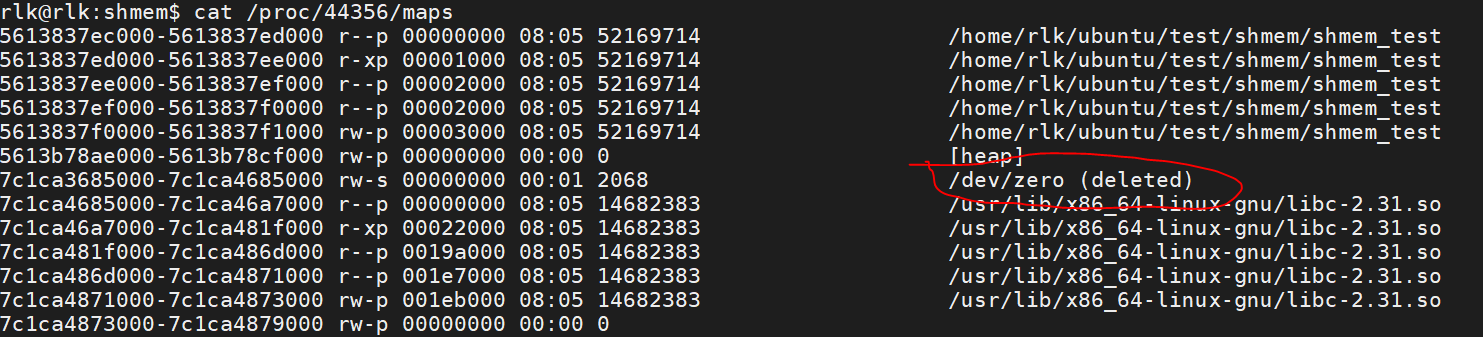 rlk@rlk:shmem$ cat /proc/44356/maps
5613837ec000-5613837ed000 r--p 00000000 08:05 52169714 /home/rlk/ubuntu/test/shmem/shmem_test
5613837ed000-5613837ee000 r-xp 00001000 08:05 52169714 /home/rlk/ubuntu/test/shmem/shmem_test
5613837ee000-5613837ef000 r--p 00002000 08:05 52169714 /home/rlk/ubuntu/test/shmem/shmem_test
5613837ef000-5613837f0000 r--p 00002000 08:05 52169714 /home/rlk/ubuntu/test/shmem/shmem_test
5613837f0000-5613837f1000 rw-p 00003000 08:05 52169714 /home/rlk/ubuntu/test/shmem/shmem_test
5613b78ae000-5613b78cf000 rw-p 00000000 00:00 0 [heap]
7c1ca3685000-7c1ca4685000 rw-s 00000000 00:01 2068 /dev/zero (deleted)
7c1ca4685000-7c1ca46a7000 r--p 00000000 08:05 14682383 /usr/lib/x86_64-linux-gnu/libc-2.31.so
7c1ca46a7000-7c1ca481f000 r-xp 00022000 08:05 14682383 /usr/lib/x86_64-linux-gnu/libc-2.31.so
7c1ca481f000-7c1ca486d000 r--p 0019a000 08:05 14682383 /usr/lib/x86_64-linux-gnu/libc-2.31.so
7c1ca486d000-7c1ca4871000 r--p 001e7000 08:05 14682383 /usr/lib/x86_64-linux-gnu/libc-2.31.so
7c1ca4871000-7c1ca4873000 rw-p 001eb000 08:05 14682383 /usr/lib/x86_64-linux-gnu/libc-2.31.so
7c1ca4873000-7c1ca4879000 rw-p 00000000 00:00 0